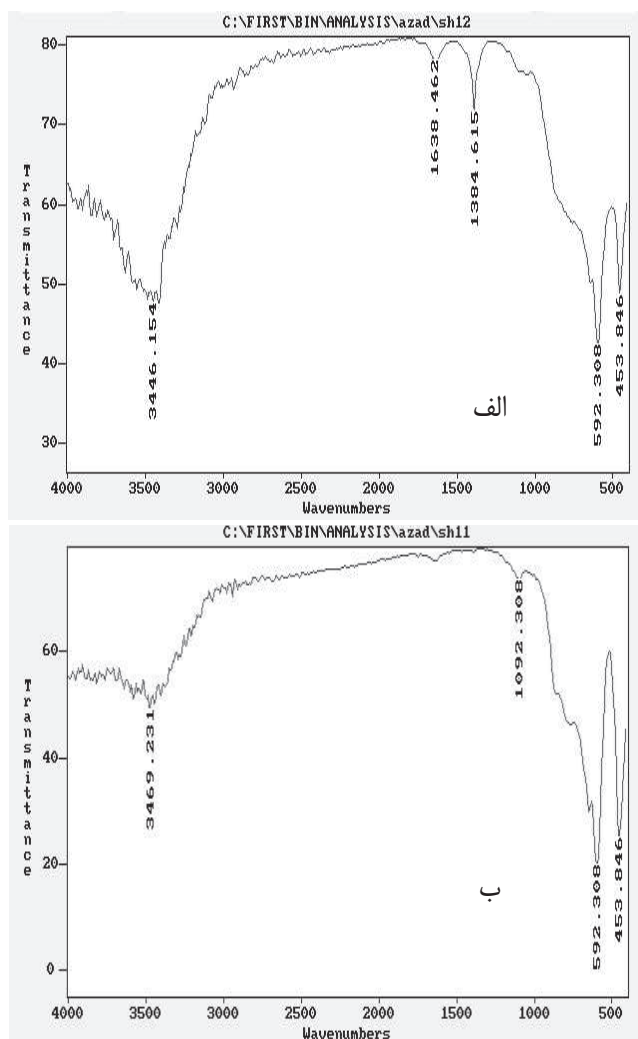 C:\FIRST\BIN\ANALYSIS\azad\sh12
80
70
60
50
40
30
Transmittance
3446.154
1638.462
1384.615
592.308
453.846
الف
4000 3500 3000 2500 2000 1500 1000 500
Wavenumbers
C:\FIRST\BIN\ANALYSIS\azad\sh11
60
40
20
0
Transmittance
3469.231
1092.308
592.308
453.846
ب
4000 3500 3000 2500 2000 1500 1000 500
Wavenumbers